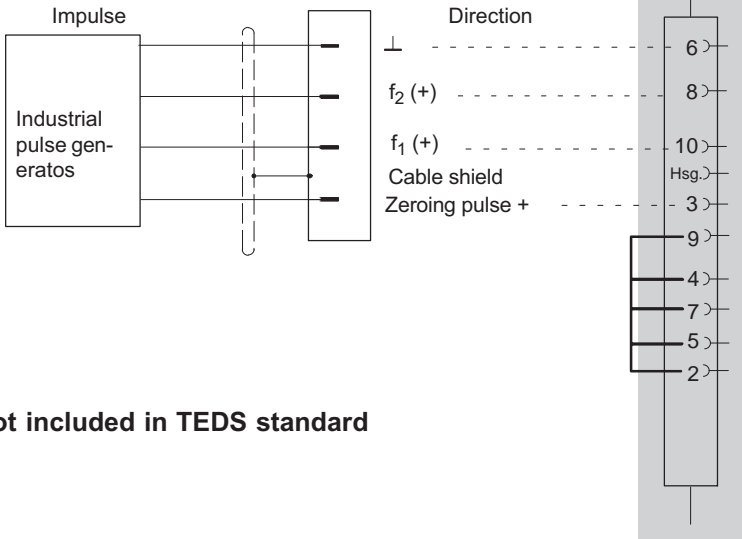 Impulse
Direction
Industrial
pulse gen-
eratos
⊥
f₂ (+)
f₁ (+)
Cable shield
Zeroing pulse +
6
8
10
Hsg.
3
9
4
7
5
2
ot included in TEDS standard